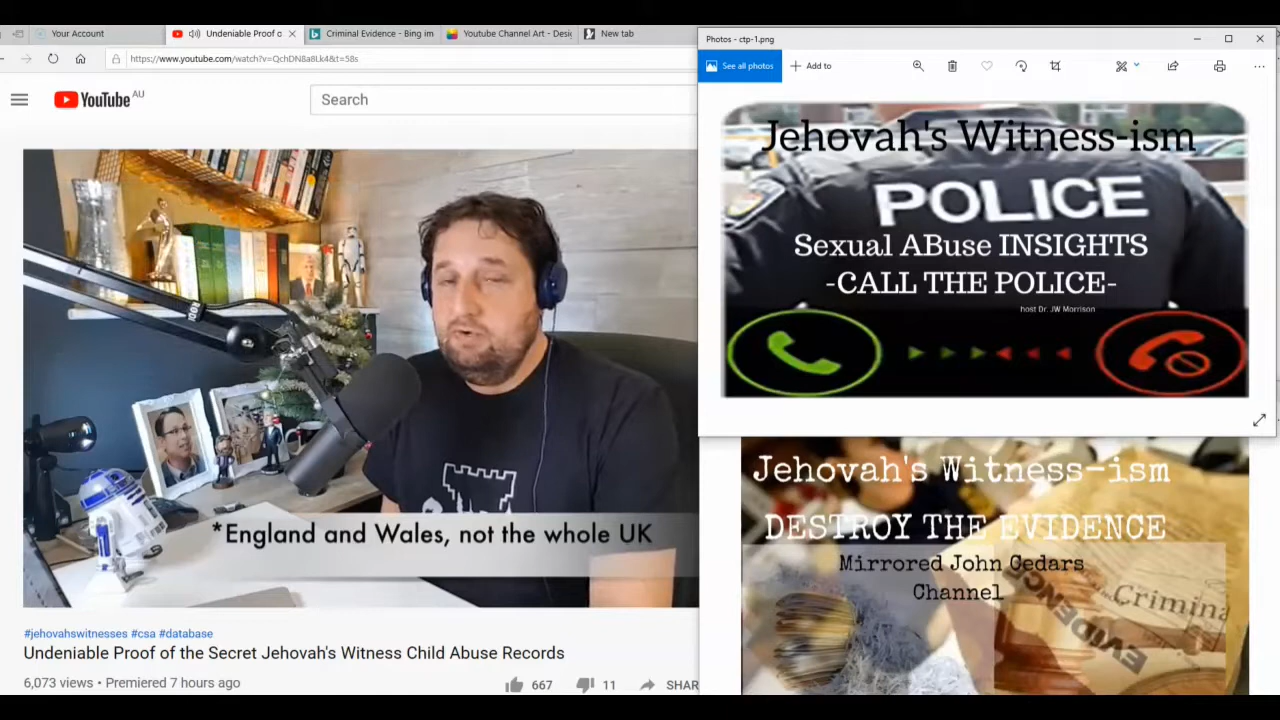 Your Account
Undeniable Proof o
Criminal Evidence - Bing im
Youtube Channel Art - Desig
New tab
https://www.youtube.com/watch?v=QchDN8a8Lk4&t=58s
YouTube AU
Search
*England and Wales, not the whole UK
#jehovahswitnesses #csa #database
Undeniable Proof of the Secret Jehovah's Witness Child Abuse Records
6,073 views • Premiered 7 hours ago
667
11
SHAR
Photos - ctp-1.png
See all photos
Add to
Jehovah's Witness-ism
POLICE
Sexual ABuse INSIGHTS
-CALL THE POLICE-
host Dr. JW Morrison
Jehovah's Witness-ism
DESTROY THE EVIDENCE
Mirrored John Cedars
Channel
Crimina
EVIDENCE
EVIDENC